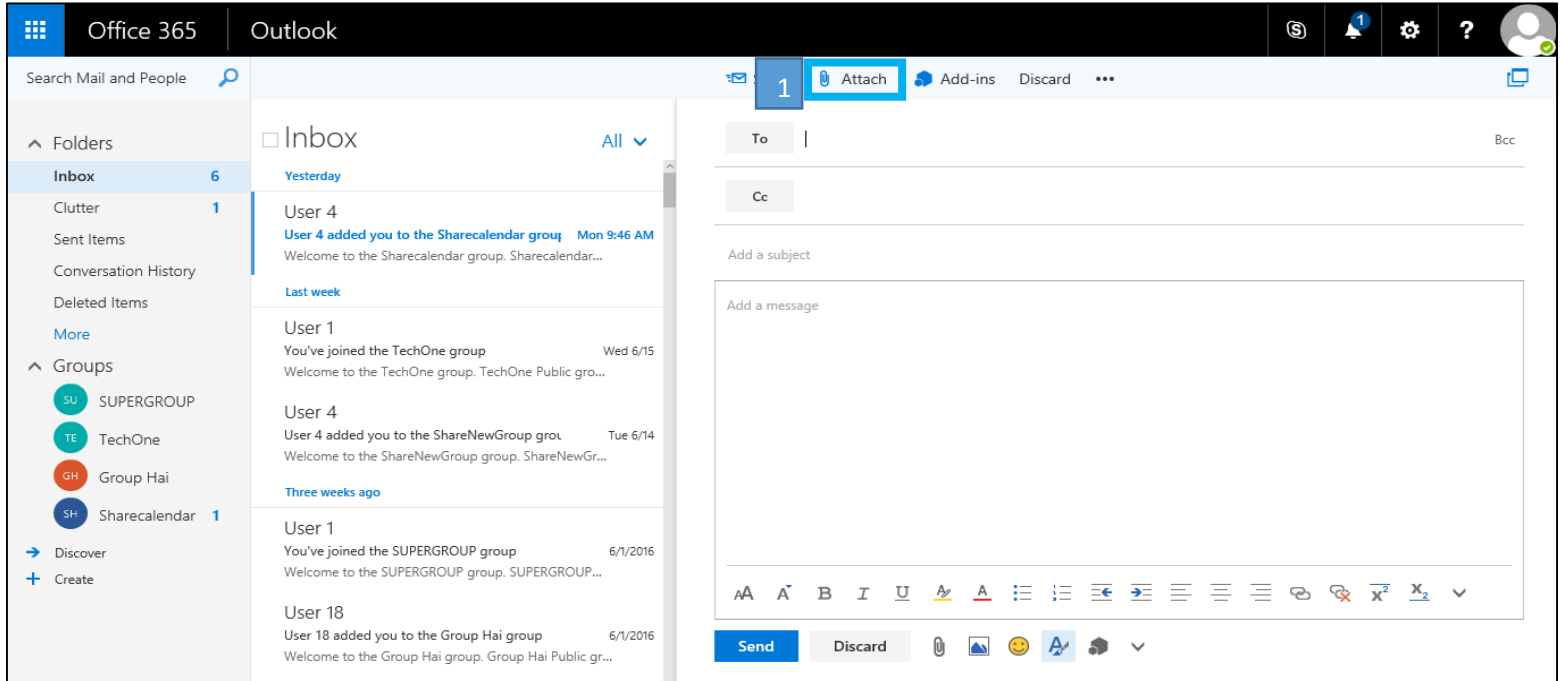 Office 365
Outlook
1
?
Search Mail and People
1
Attach
Add-ins
Discard
•••
Folders
Inbox 6
Clutter 1
Sent Items
Conversation History
Deleted Items
More
Groups
SU SUPERGROUP
TE TechOne
GH Group Hai
SH Sharecalendar 1
Discover
Create
Inbox
All
Yesterday
User 4
User 4 added you to the Sharecalendar Mon 9:46 AM
Welcome to the Sharecalendar group. Sharecalendar...
Last week
User 1
You've joined the TechOne group Wed 6/15
Welcome to the TechOne group. TechOne Public gro...
User 4
User 4 added you to the ShareNewGroup Tue 6/14
Welcome to the ShareNewGroup group. ShareNewGr...
Three weeks ago
User 1
You've joined the SUPERGROUP group 6/1/2016
Welcome to the SUPERGROUP group. SUPERGROUP...
User 18
User 18 added you to the Group Hai group 6/1/2016
Welcome to the Group Hai group. Group Hai Public gr...
To
Bcc
Cc
Add a subject
Add a message
AA A B I U A A x² x₂
Send Discard